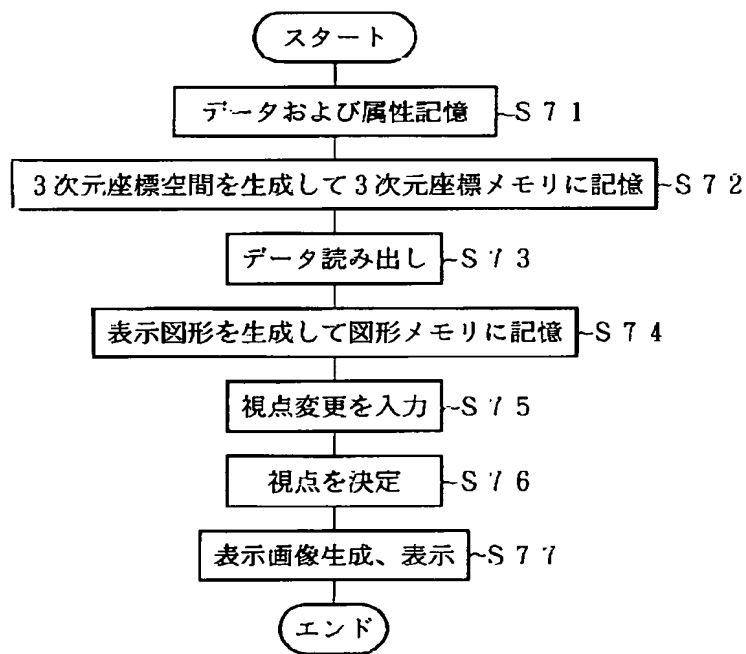 スタート
データおよび属性記憶 ~S71
3次元座標空間を生成して3次元座標メモリに記憶 ~S72
データ読み出し ~S73
表示図形を生成して図形メモリに記憶 ~S74
視点変更を入力 ~S75
視点を決定 ~S76
表示画像生成、表示 ~S77
エンド